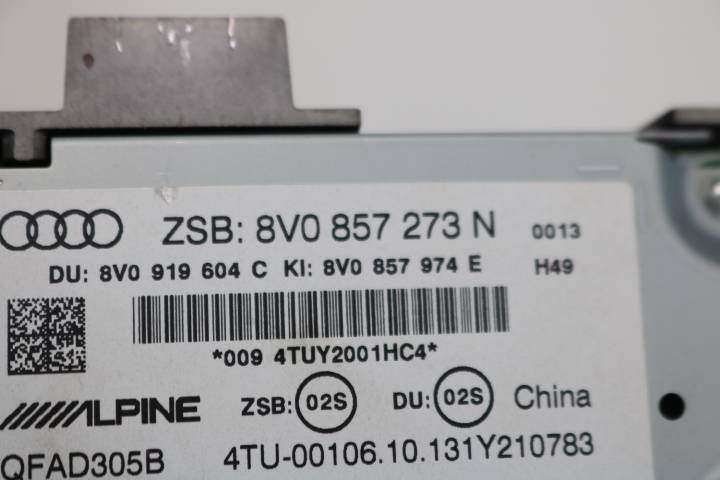 ZSB: 8V0 857 273 N 0013
DU: 8V0 919 604 C KI: 8V0 857 974 E H49
*009 4TUY2001HC4*
ALPINE ZSB: 02S DU: 02S China
QFAD305B 4TU-00106.10.131Y210783